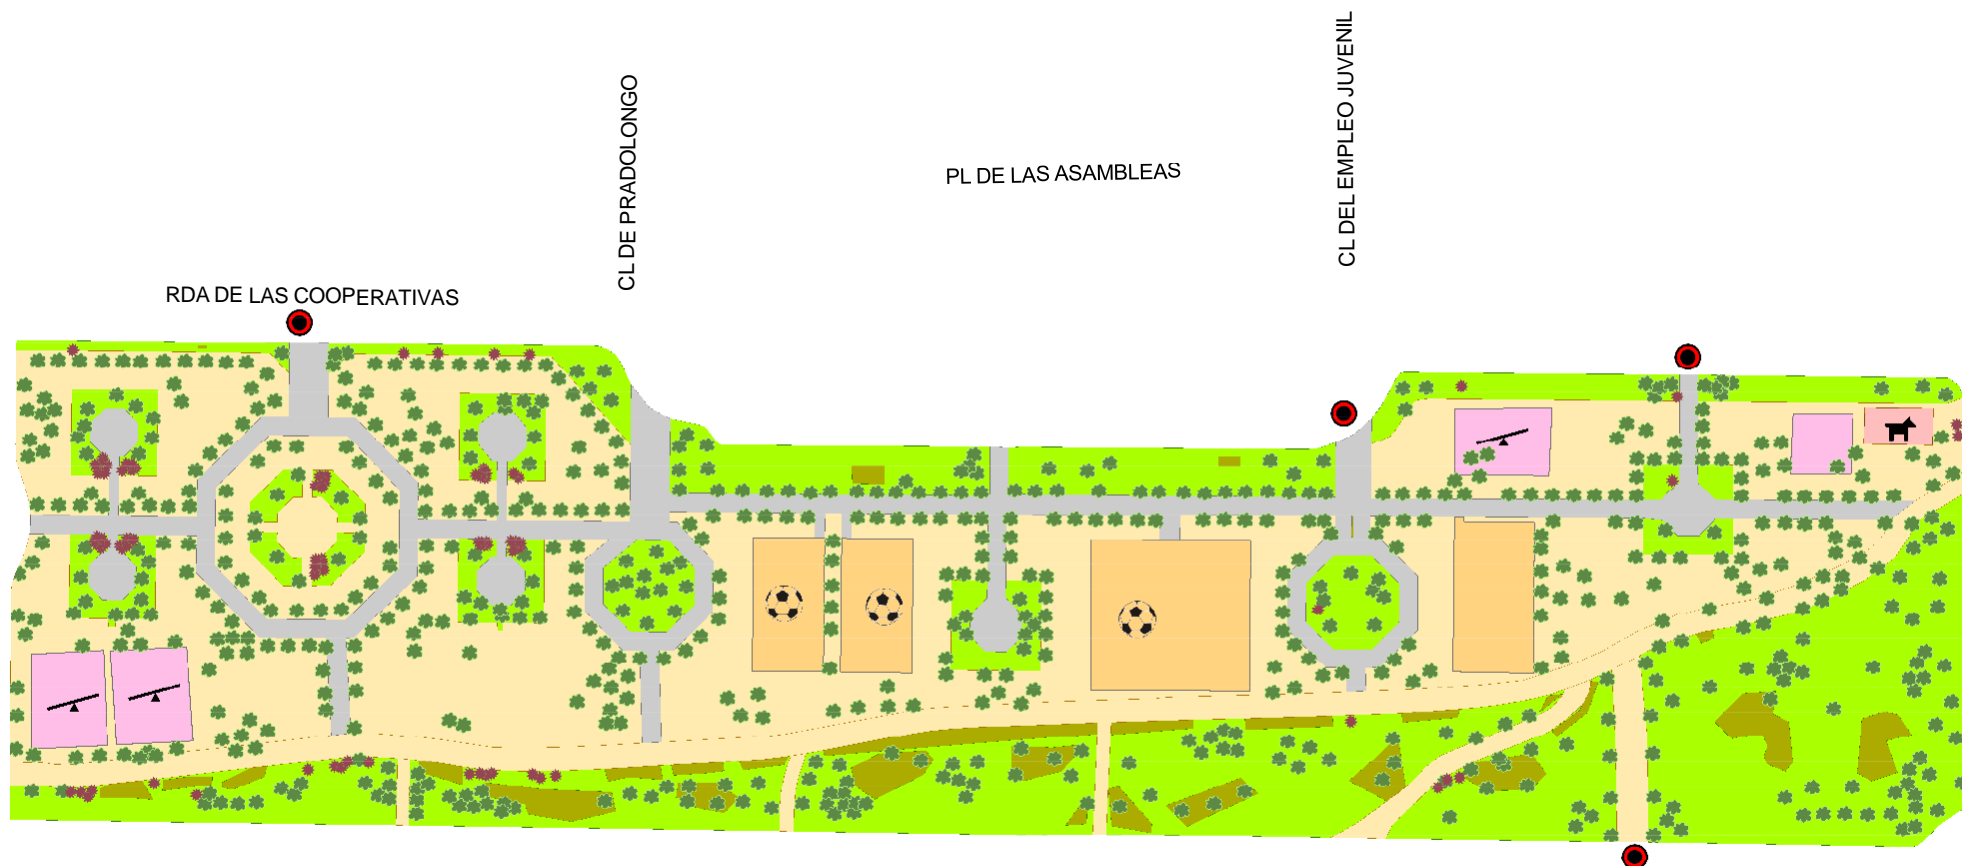 CL DEL EMPLEO JUVENIL
CL DE PRADOLONGO
PL DE LAS ASAMBLEAS
RDA DE LAS COOPERATIVAS